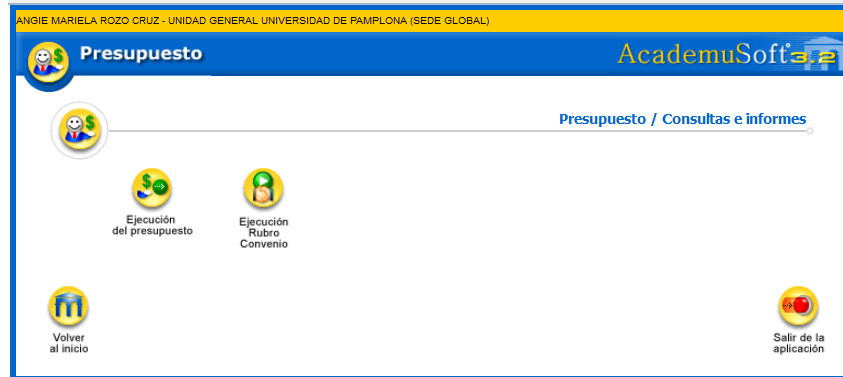 ANGIE MARIELA ROZO CRUZ - UNIDAD GENERAL UNIVERSIDAD DE PAMPLONA (SEDE GLOBAL)
Presupuesto
AcademuSoft 3.2
Presupuesto / Consultas e informes
Ejecución
del presupuesto
Ejecución
Rubro
Convenio
Volver
al inicio
Salir de la
aplicación